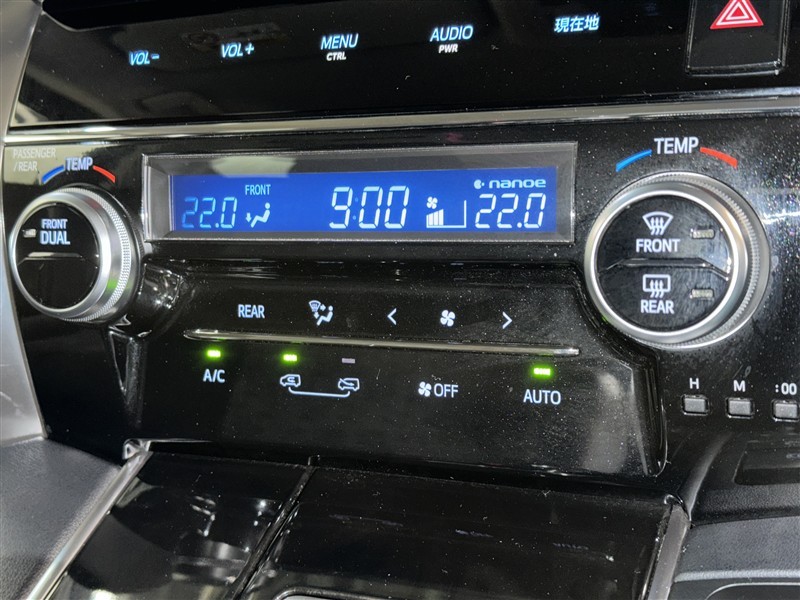 VOL−
VOL+
MENU
CTRL
AUDIO
PWR
現在地
PASSENGER
/REAR
TEMP
TEMP
FRONT
nanoe
22.0
9:00
22.0
FRONT
DUAL
FRONT
REAR
REAR
A/C
OFF
AUTO
H
M
:00